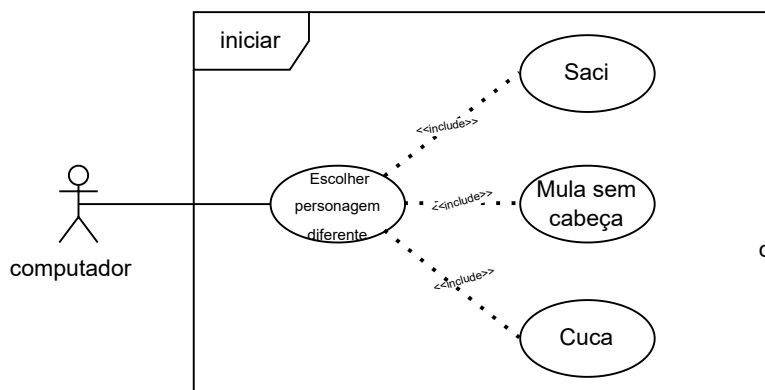 iniciar
Saci
<<include>>
Escolher
personagem
diferente
<<include>>
Mula sem
cabeça
computador
<<include>>
Cuca